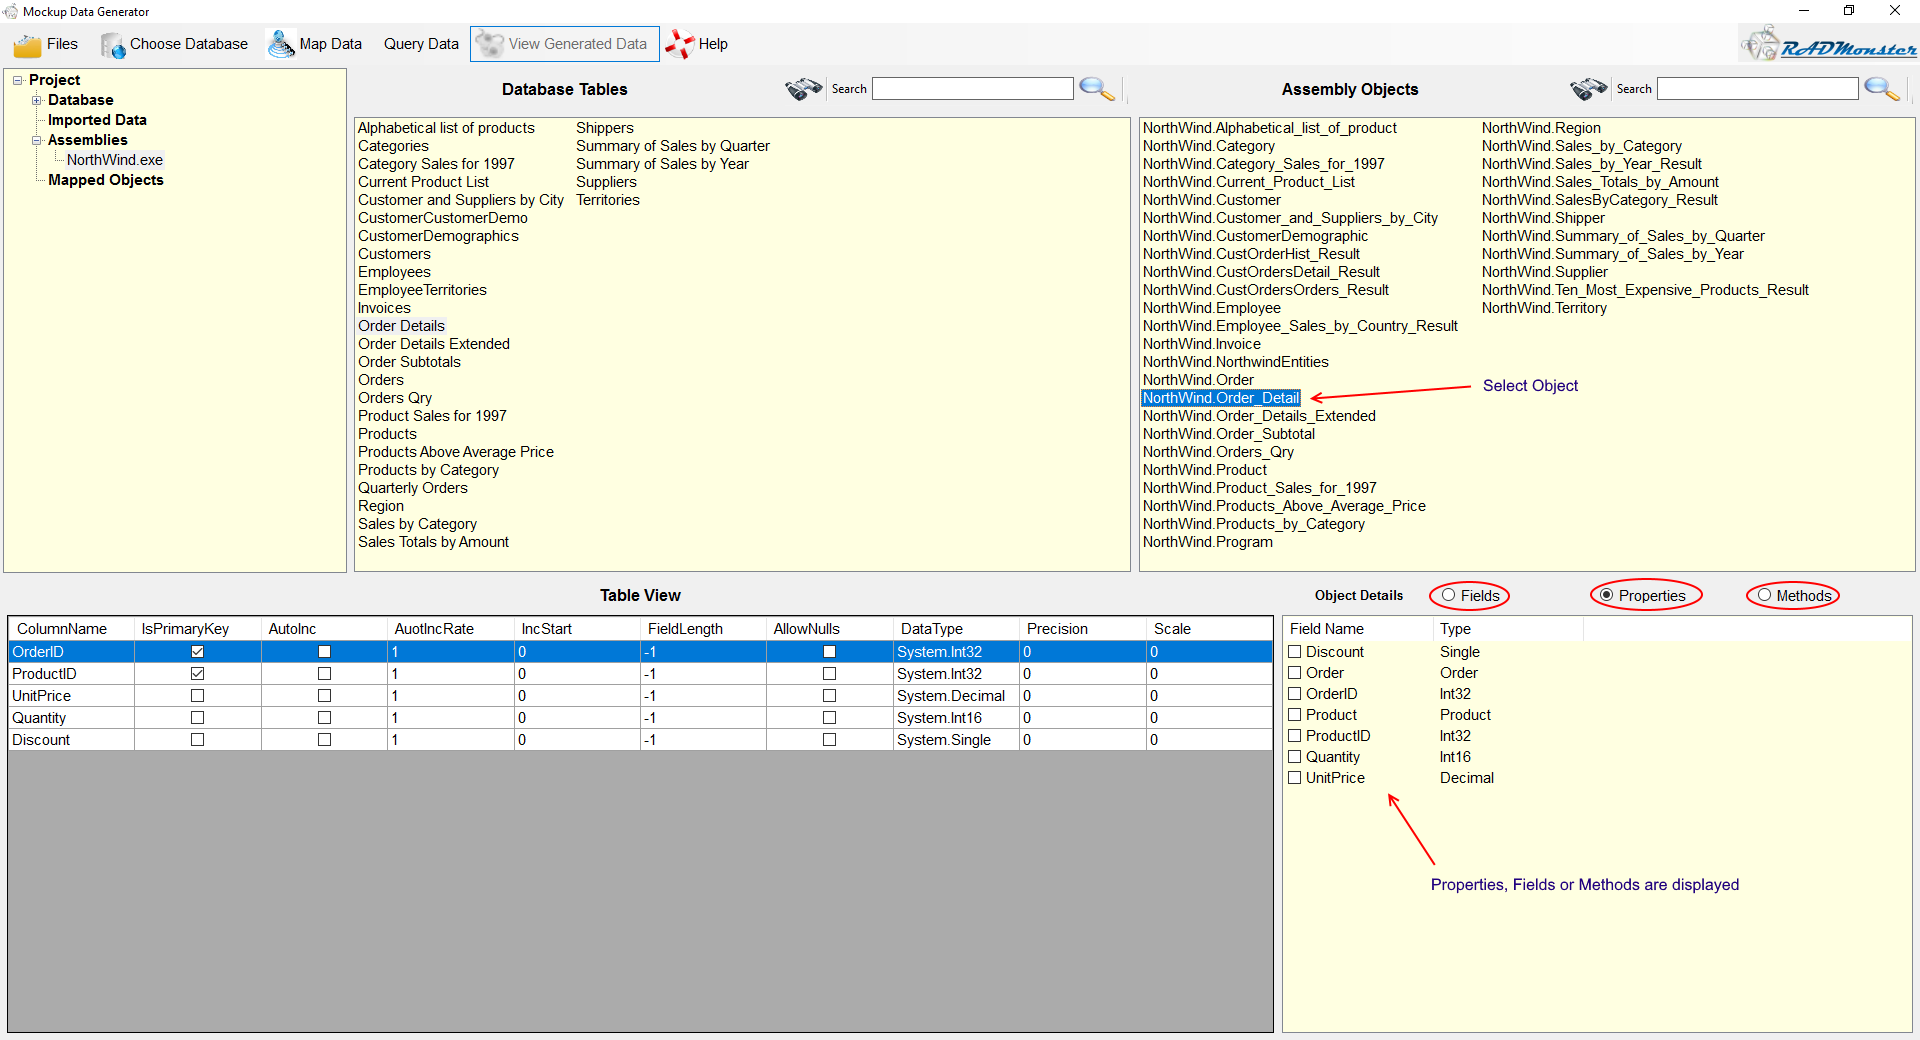 Mockup Data Generator
Files Choose Database Map Data Query Data View Generated Data Help RADMonster
Project
Database
Imported Data
Assemblies
NorthWind.exe
Mapped Objects
Database Tables Search
Alphabetical list of products
Categories
Category Sales for 1997
Current Product List
Customer and Suppliers by City
CustomerCustomerDemo
CustomerDemographics
Customers
Employees
EmployeeTerritories
Invoices
Order Details
Order Details Extended
Order Subtotals
Orders
Orders Qry
Product Sales for 1997
Products
Products Above Average Price
Products by Category
Quarterly Orders
Region
Sales by Category
Sales Totals by Amount
Shippers
Summary of Sales by Quarter
Summary of Sales by Year
Suppliers
Territories
Assembly Objects Search
NorthWind.Alphabetical_list_of_product
NorthWind.Category
NorthWind.Category_Sales_for_1997
NorthWind.Current_Product_List
NorthWind.Customer
NorthWind.Customer_and_Suppliers_by_City
NorthWind.CustomerDemographic
NorthWind.CustOrderHist_Result
NorthWind.CustOrdersDetail_Result
NorthWind.CustOrdersOrders_Result
NorthWind.Employee
NorthWind.Employee_Sales_by_Country_Result
NorthWind.Invoice
NorthWind.NorthwindEntities
NorthWind.Order
NorthWind.Order_Detail
NorthWind.Order_Details_Extended
NorthWind.Order_Subtotal
NorthWind.Orders_Qry
NorthWind.Product
NorthWind.Product_Sales_for_1997
NorthWind.Products_Above_Average_Price
NorthWind.Products_by_Category
NorthWind.Program
NorthWind.Region
NorthWind.Sales_by_Category
NorthWind.Sales_by_Year_Result
NorthWind.Sales_Totals_by_Amount
NorthWind.SalesByCategory_Result
NorthWind.Shipper
NorthWind.Summary_of_Sales_by_Quarter
NorthWind.Summary_of_Sales_by_Year
NorthWind.Supplier
NorthWind.Ten_Most_Expensive_Products_Result
NorthWind.Territory
Select Object
Table View
ColumnName IsPrimaryKey AutoInc AuotIncRate IncStart FieldLength AllowNulls DataType Precision Scale
OrderID 1 0 -1 System.Int32 0 0
ProductID 1 0 -1 System.Int32 0 0
UnitPrice 1 0 -1 System.Decimal 0 0
Quantity 1 0 -1 System.Int16 0 0
Discount 1 0 -1 System.Single 0 0
Object Details Fields Properties Methods
Field Name Type
Discount Single
Order Order
OrderID Int32
Product Product
ProductID Int32
Quantity Int16
UnitPrice Decimal
Properties, Fields or Methods are displayed